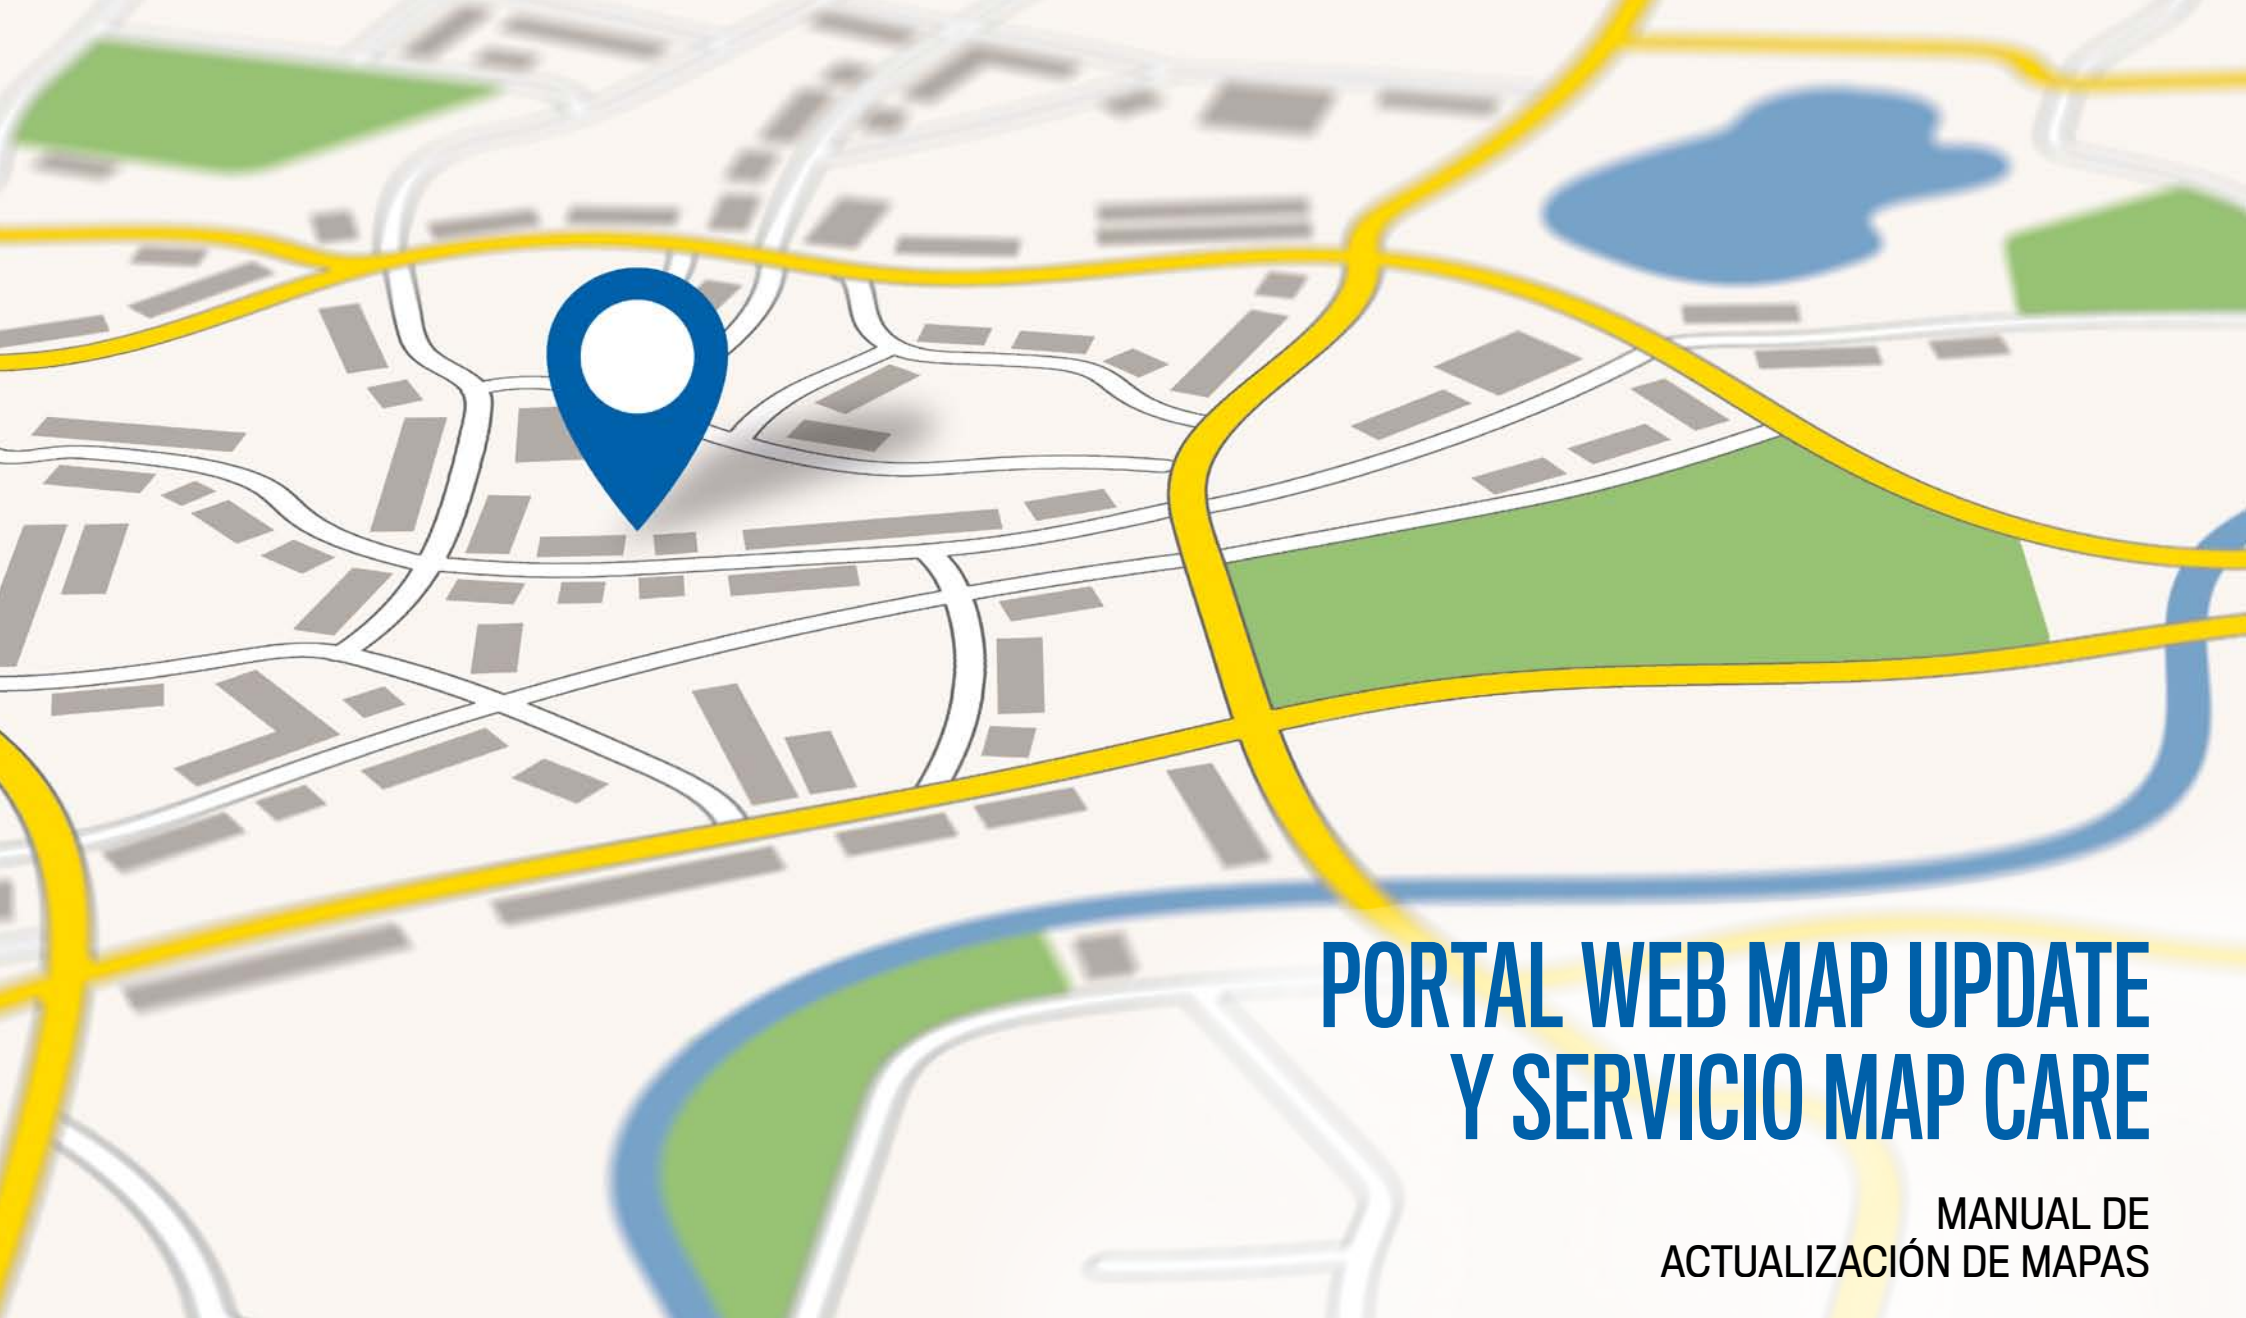 PORTAL WEB MAP UPDATE
Y SERVICIO MAP CARE
MANUAL DE
ACTUALIZACIÓN DE MAPAS